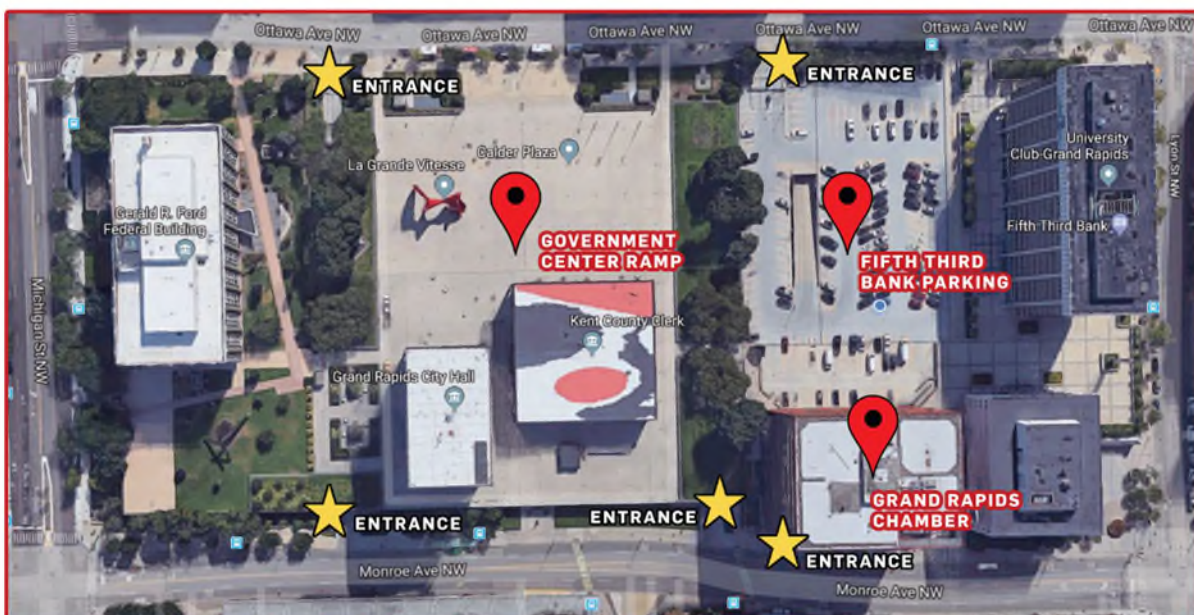 Ottawa Ave NW
Ottawa Ave NW
Ottawa Ave NW
Ottawa Ave NW
Ottawa Ave NW
Ottawa Ave NW
ENTRANCE
ENTRANCE
La Grande Vitesse
Calder Plaza
University
Club-Grand Rapids
Lyon St NW
Gerald R. Ford
Federal Building
GOVERNMENT
CENTER RAMP
Fifth Third Bank
FIFTH THIRD
BANK PARKING
Michigan St NW
Kent County Clerk
Grand Rapids City Hall
GRAND RAPIDS
CHAMBER
ENTRANCE
ENTRANCE
ENTRANCE
Monroe Ave NW
Monroe Ave NW